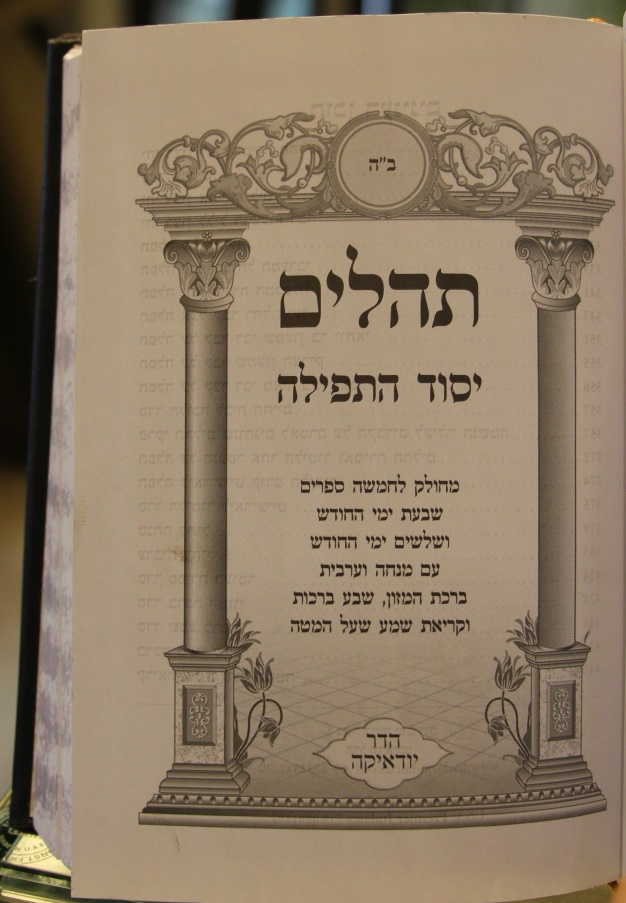 ב״ה
תהלים
יסוד התפילה
מחולק לחמשה ספרים
שבעת ימי החודש
ושלשים ימי החודש
עם מנחה וערבית
ברכת המזון, שבע ברכות
וקריאת שמע שעל המטה
הדר
יודאיקה